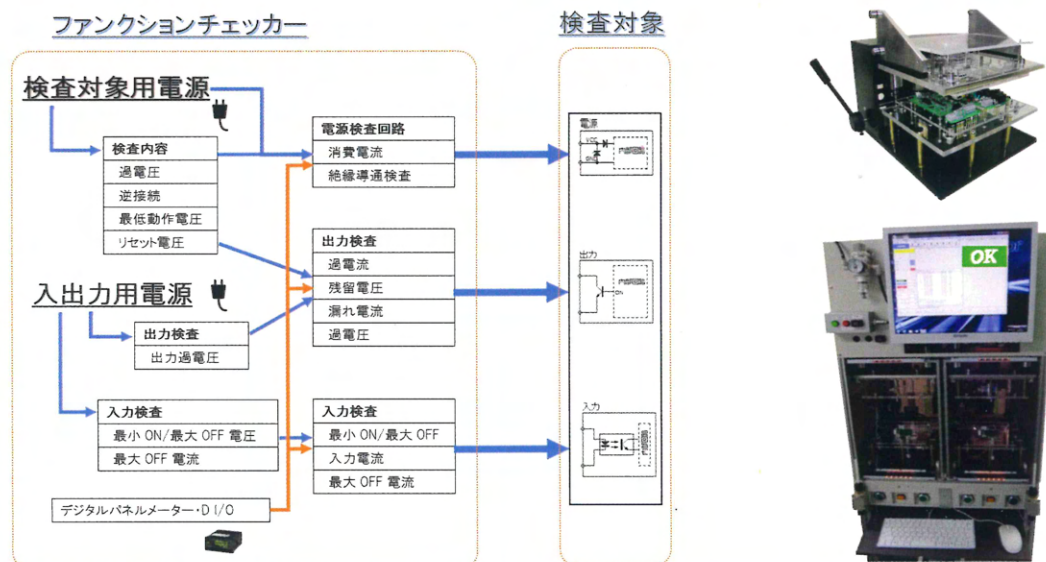 ファンクションチェッカー
検査対象
検査対象用電源
検査内容
過電圧
逆接続
最低動作電圧
リセット電圧
電源検査回路
消費電流
絶縁導通検査
出力検査
過電流
残留電圧
漏れ電流
過電圧
入出力用電源
出力検査
出力過電圧
入力検査
最小 ON/最大 OFF 電圧
最大 OFF 電流
入力検査
最小 ON/最大 OFF
入力電流
最大 OFF 電流
デジタルパネルメーター・D I/O
電源
VCC
出力
ON
入力
OK